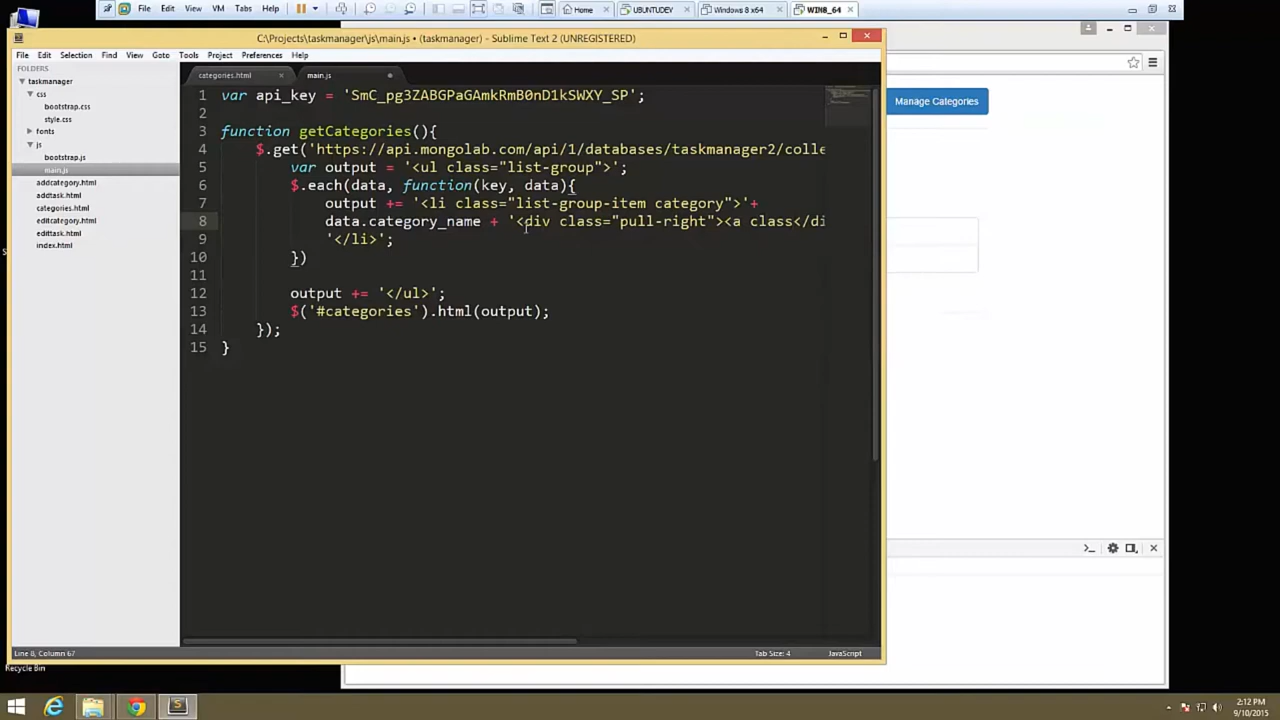 File Edit View VM Tabs Help Home UBUNTUDEV Windows 8 x64 WIN8_64
C:\Projects\taskmanager\js\main.js • (taskmanager) - Sublime Text 2 (UNREGISTERED)
File Edit Selection Find View Goto Tools Project Preferences Help
FOLDERS
taskmanager
css
bootstrap.css
style.css
fonts
js
bootstrap.js
main.js
addcategory.html
addtask.html
categories.html
editcategory.html
edittask.html
index.html
categories.html main.js
1 var api_key = 'SmC_pg3ZABGPaGAmkRmB0nD1kSWXY_SP';
2
3 function getCategories(){
4 $.get('https://api.mongolab.com/api/1/databases/taskmanager2/colle
5 var output = '<ul class="list-group">';
6 $.each(data, function(key, data){
7 output += '<li class="list-group-item category">'+
8 data.category_name + '<div class="pull-right"><a class</di
9 '</li>';
10 })
11
12 output += '</ul>';
13 $('#categories').html(output);
14 });
15 }
Manage Categories
Line 8, Column 67 Tab Size: 4 JavaScript
Recycle Bin
2:12 PM
9/10/2015